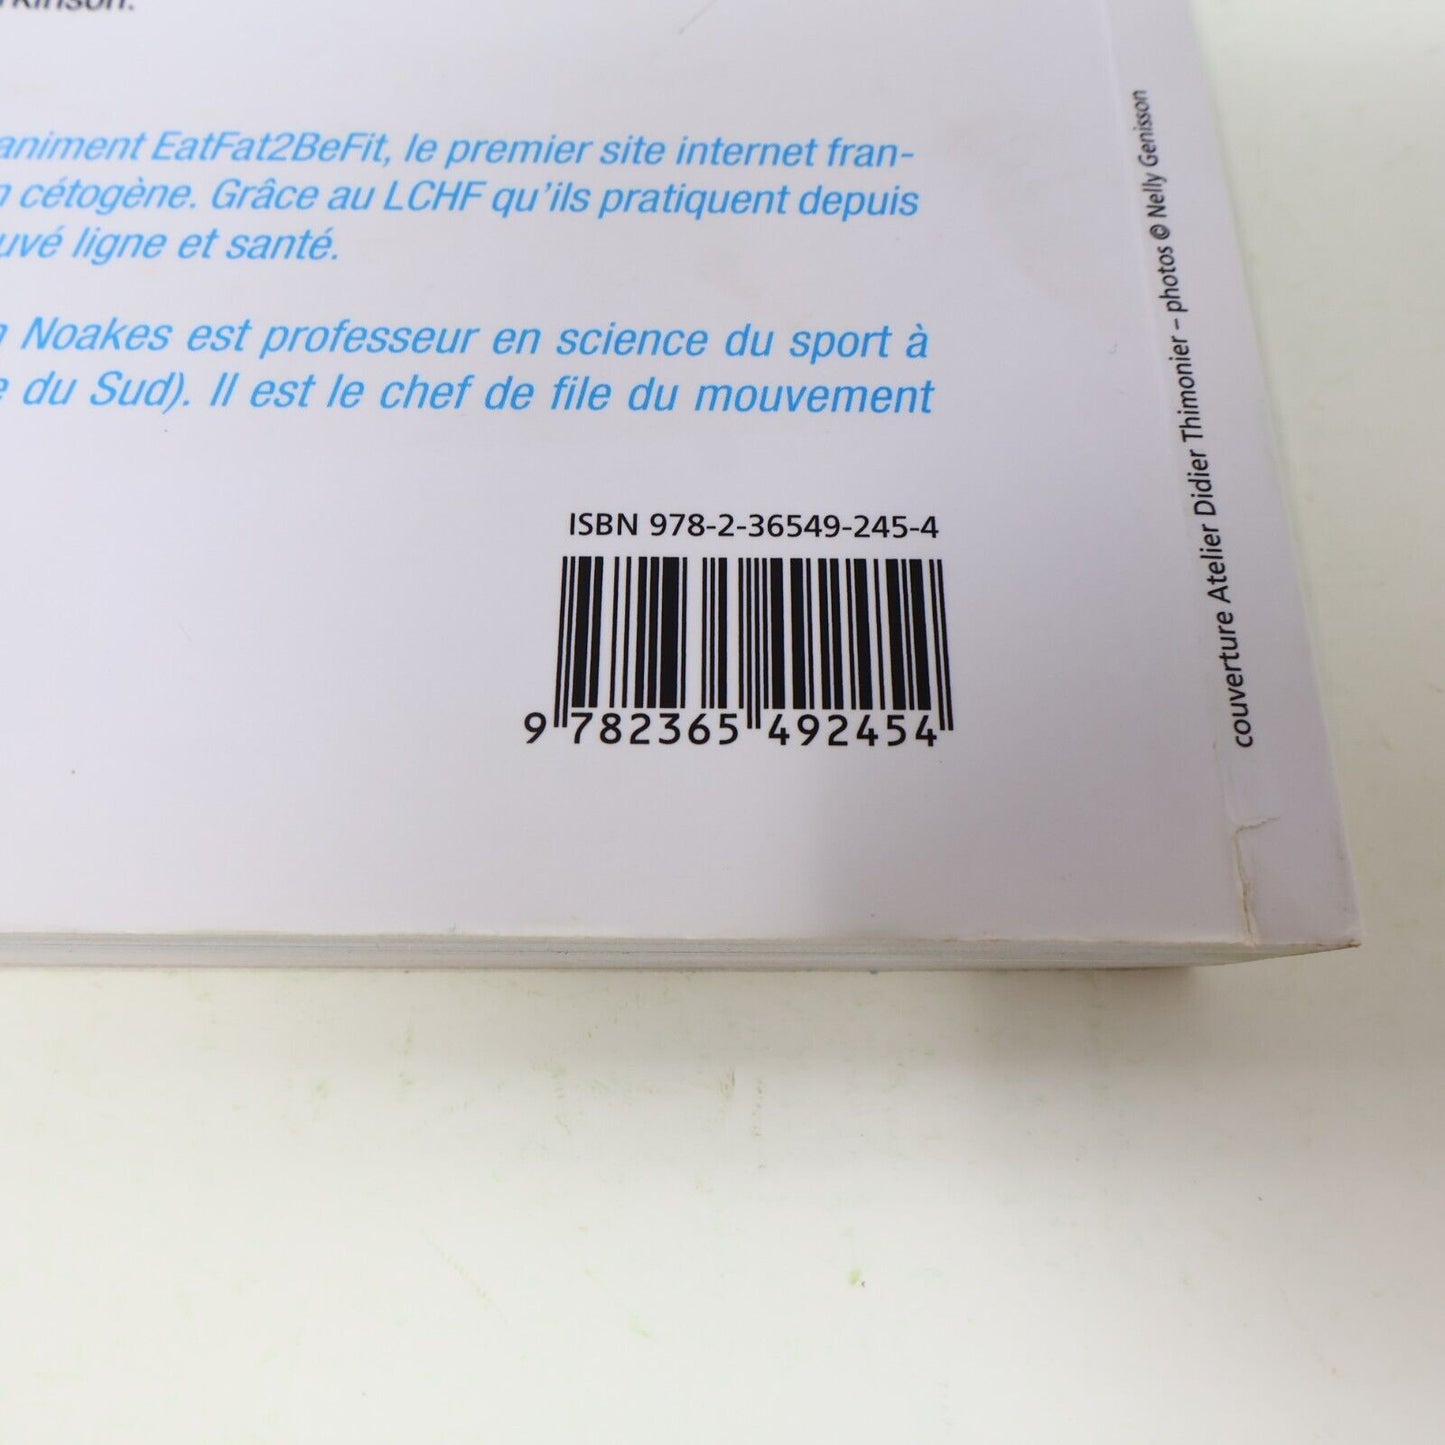 animent EatFat2BeFit, le premier site internet fran-
cétogène. Grâce au LCHF qu'ils pratiquent depuis
ligne et santé.
Noakes est professeur en science du sport à
du Sud). Il est le chef de file du mouvement
ISBN 978-2-36549-245-4
9 782365 492454
couverture Atelier Didier Thimonier – photos © Nelly Genisson